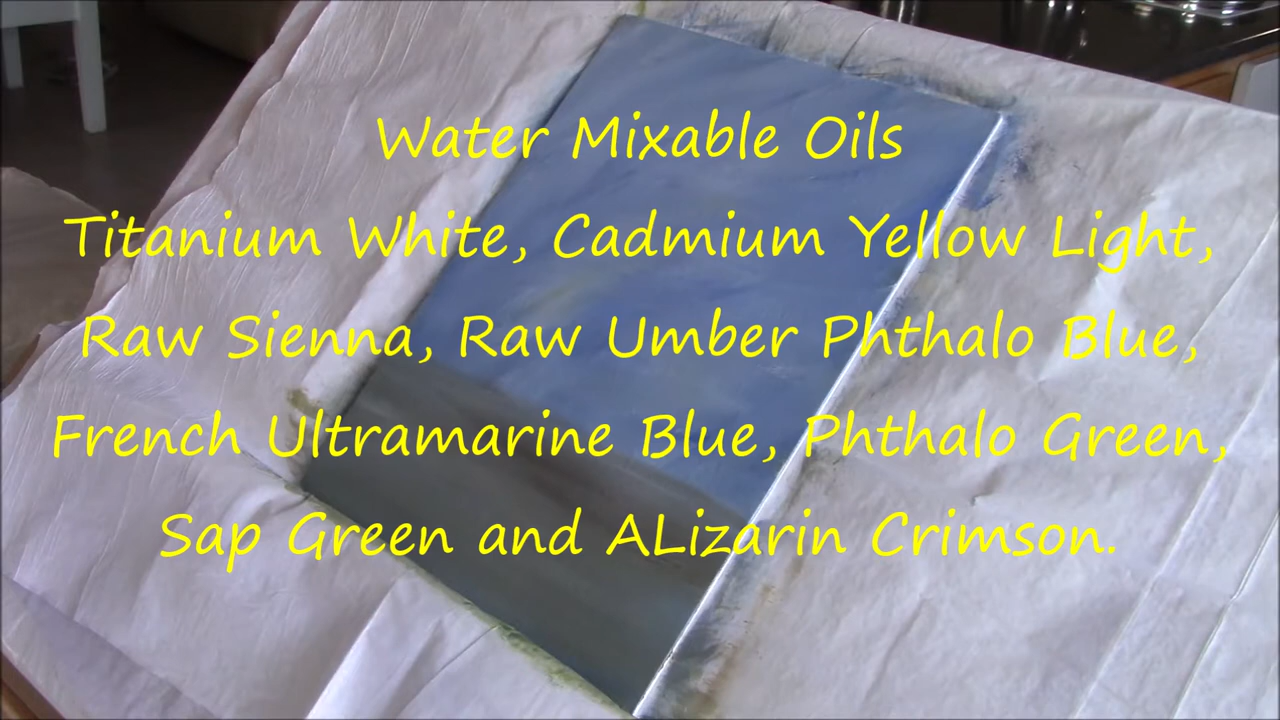 Water Mixable Oils
Titanium White, Cadmium Yellow Light,
Raw Sienna, Raw Umber Phthalo Blue,
French Ultramarine Blue, Phthalo Green,
Sap Green and ALizarin Crimson.